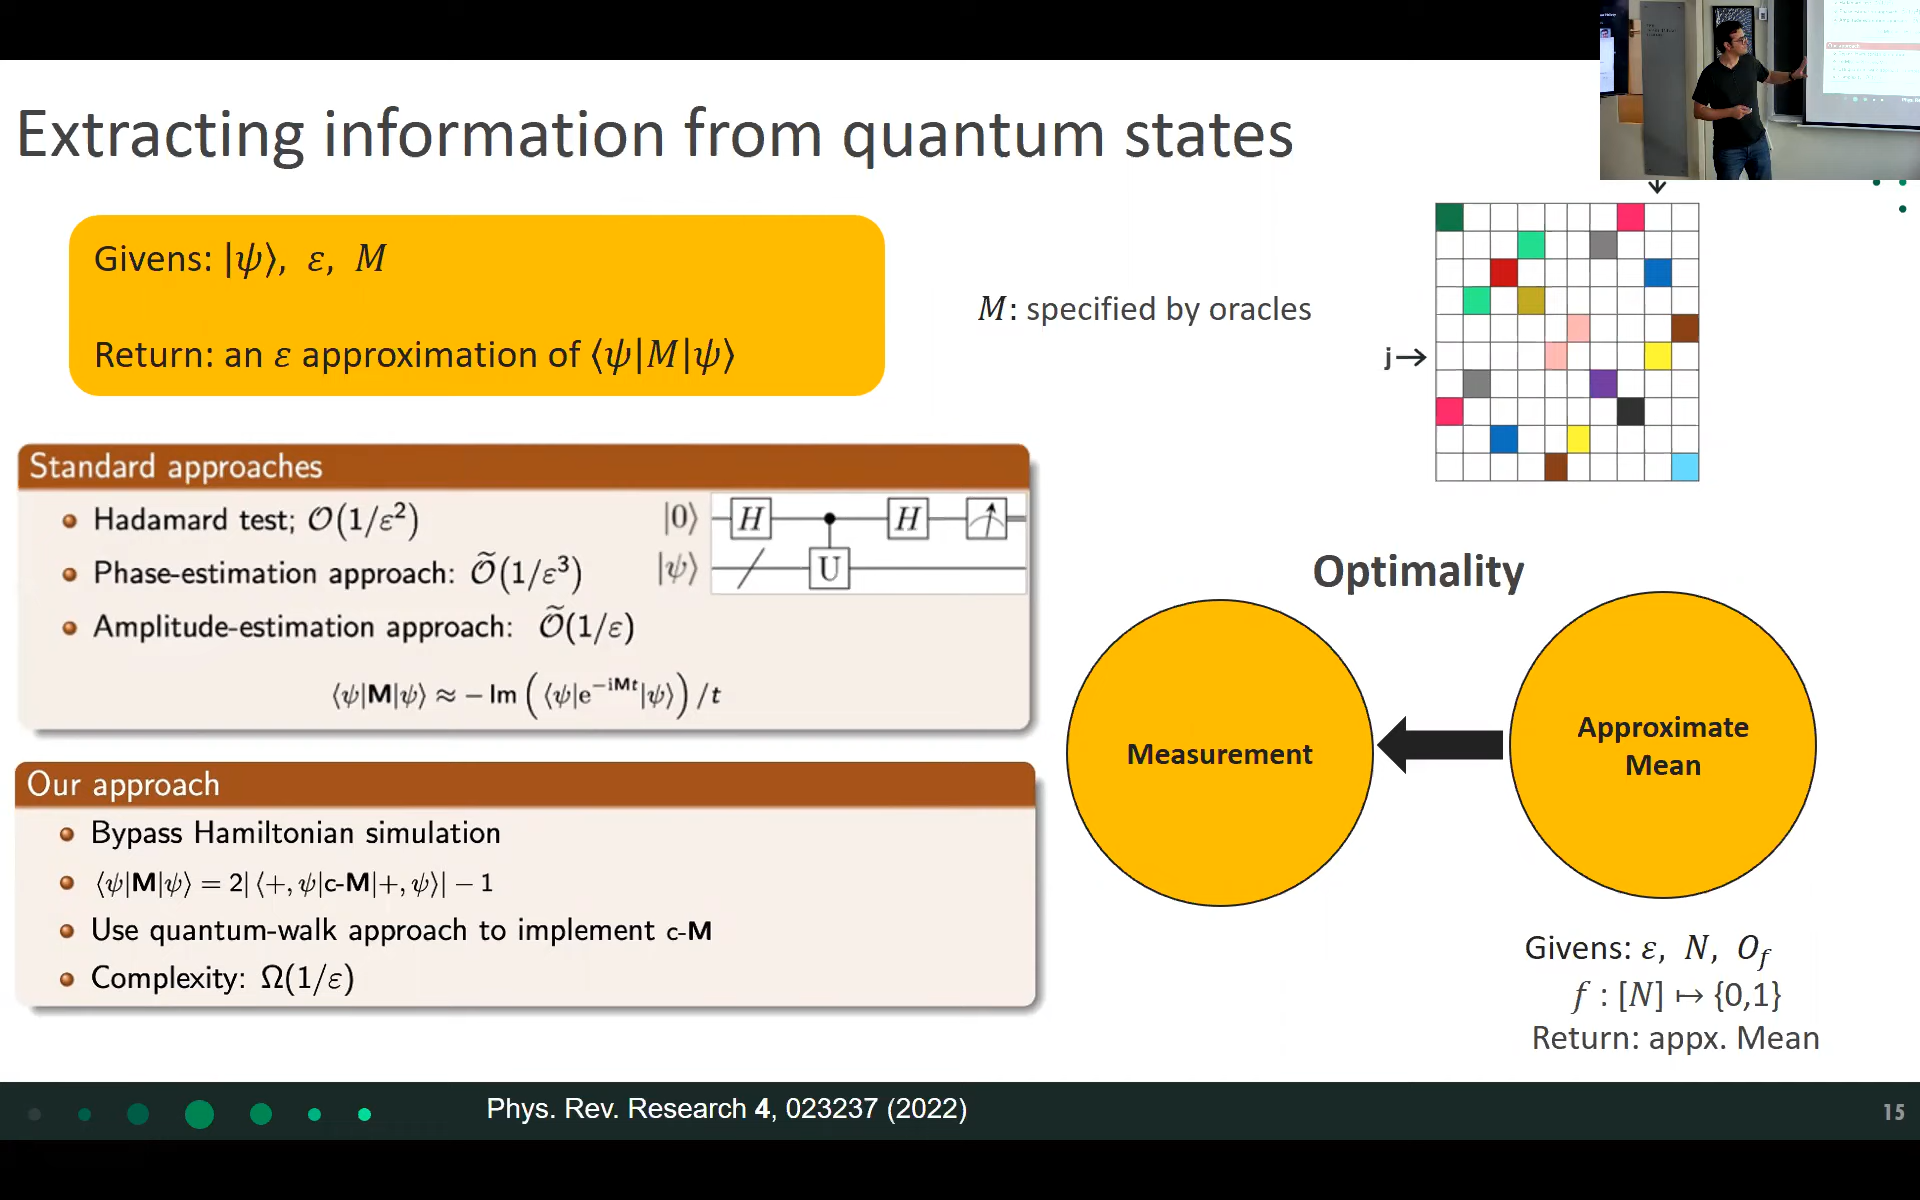 Extracting information from quantum states
Givens: |ψ⟩, ε, M
Return: an ε approximation of ⟨ψ|M|ψ⟩
M: specified by oracles
j→
Standard approaches
Hadamard test; 𝒪(1/ε²)
Phase-estimation approach: 𝒪̃(1/ε³)
Amplitude-estimation approach: 𝒪̃(1/ε)
|0⟩ H H
|ψ⟩ U
⟨ψ|M|ψ⟩ ≈ − Im (⟨ψ|e⁻ⁱᴹᵗ|ψ⟩) / t
Our approach
Bypass Hamiltonian simulation
⟨ψ|M|ψ⟩ = 2|⟨+, ψ|c-M|+, ψ⟩| − 1
Use quantum-walk approach to implement c-M
Complexity: Ω(1/ε)
Optimality
Measurement
Approximate
Mean
Givens: ε, N, O_f
f : [N] ↦ {0,1}
Return: appx. Mean
Phys. Rev. Research 4, 023237 (2022)
15